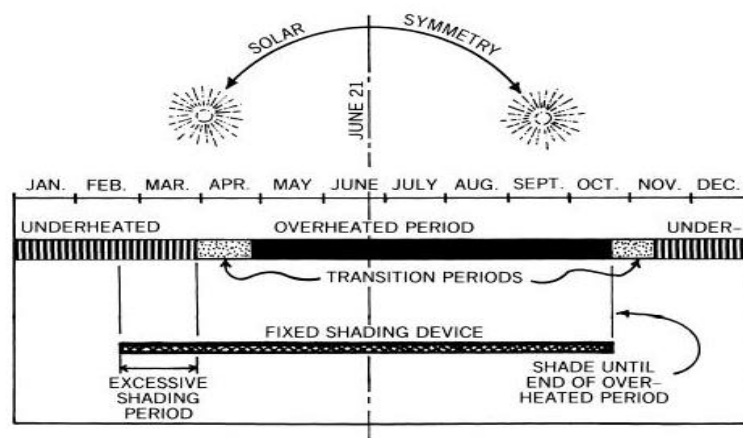 SOLAR SYMMETRY
JUNE 21
JAN. FEB. MAR. APR. MAY JUNE JULY AUG. SEPT. OCT. NOV. DEC.
UNDERHEATED OVERHEATED PERIOD UNDER-
TRANSITION PERIODS
FIXED SHADING DEVICE
EXCESSIVE
SHADING
PERIOD
SHADE UNTIL
END OF OVER-
HEATED PERIOD